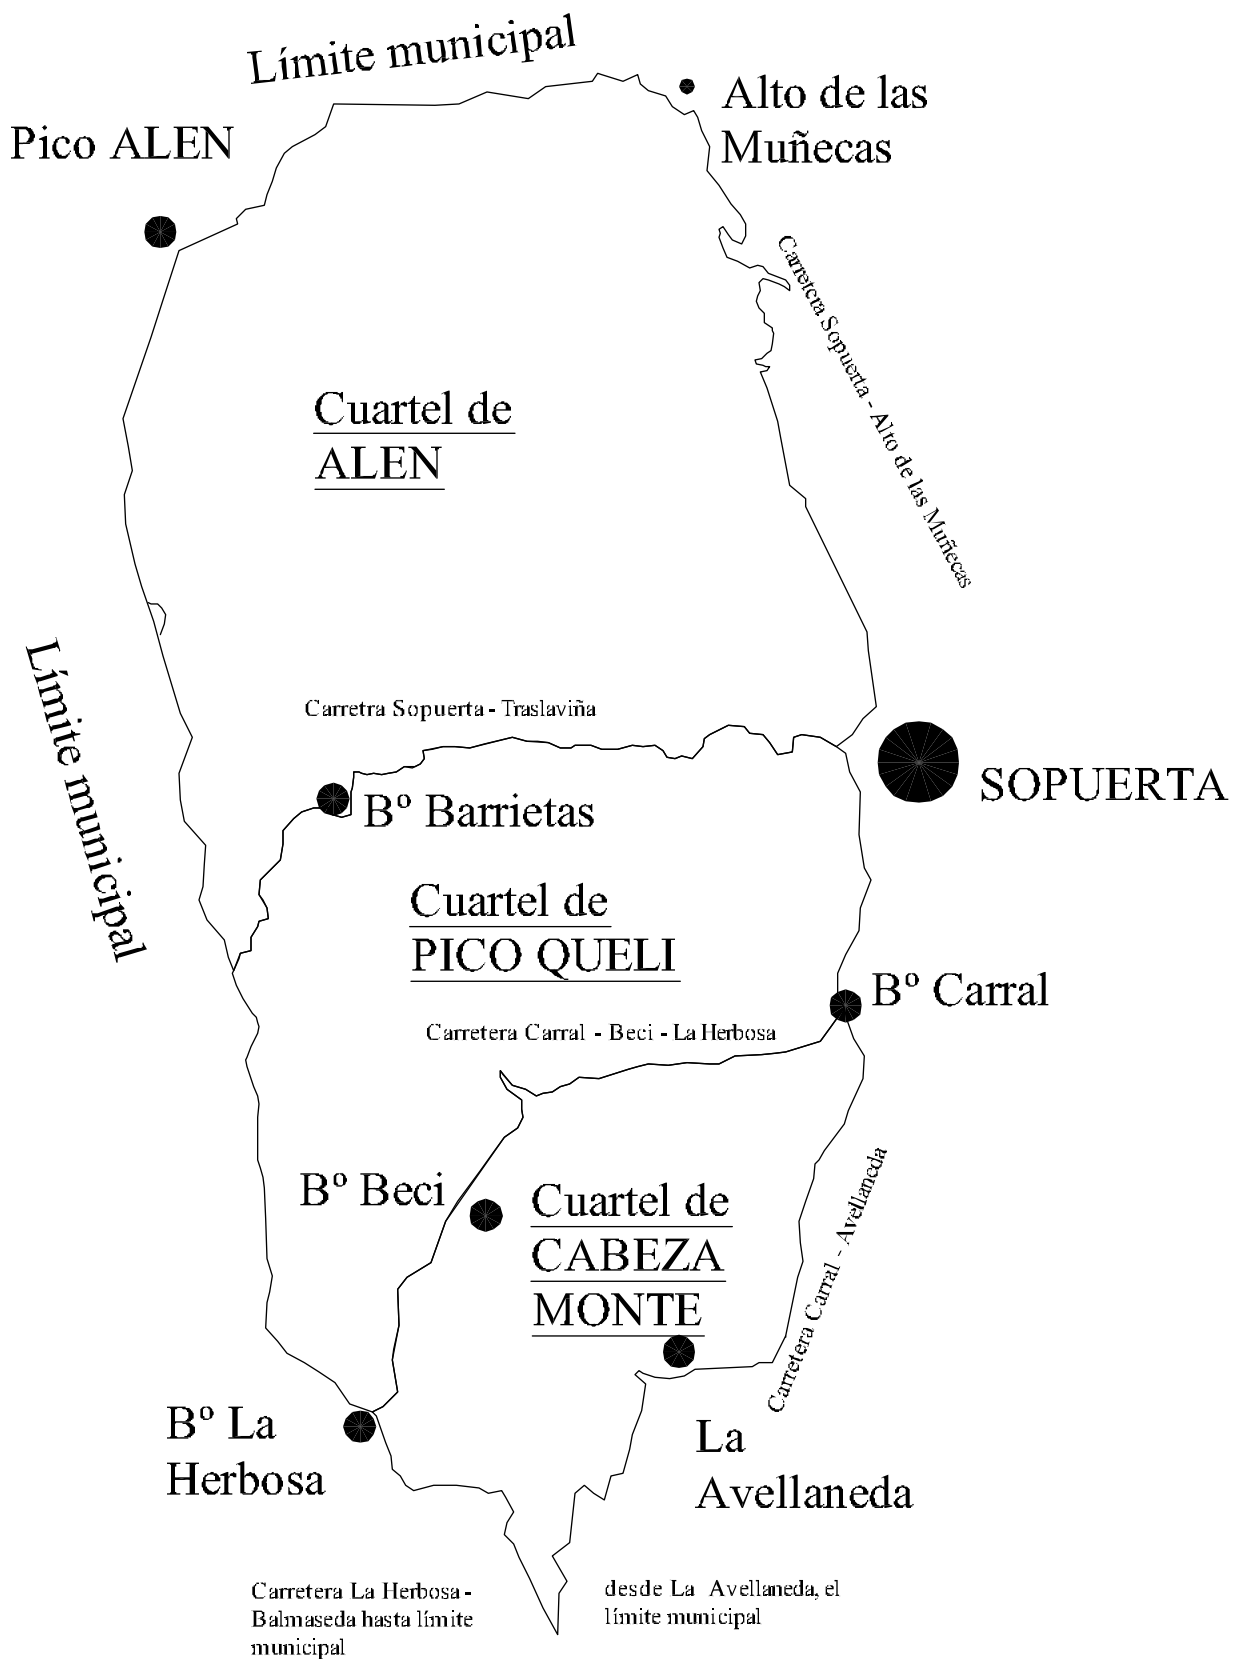 Límite municipal
Alto de las
Muñecas
Pico ALEN
Carretera Sopuerta - Alto de las Muñecas
Cuartel de
ALEN
Límite municipal
Carretra Sopuerta - Traslaviña
SOPUERTA
Bº Barrietas
Cuartel de
PICO QUELI
Bº Carral
Carretera Carral - Beci - La Herbosa
Bº Beci
Cuartel de
CABEZA
MONTE
Carretera Carral - Avellaneda
Bº La
Herbosa
La
Avellaneda
Carretera La Herbosa -
Balmaseda hasta límite
municipal
desde La Avellaneda, el
límite municipal